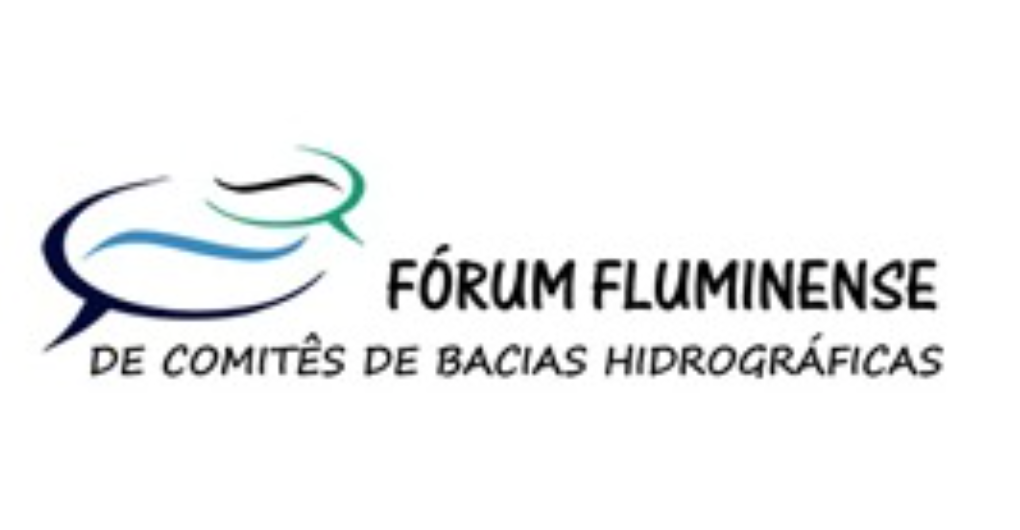 FÓRUM FLUMINENSE
DE COMITÊS DE BACIAS HIDROGRÁFICAS